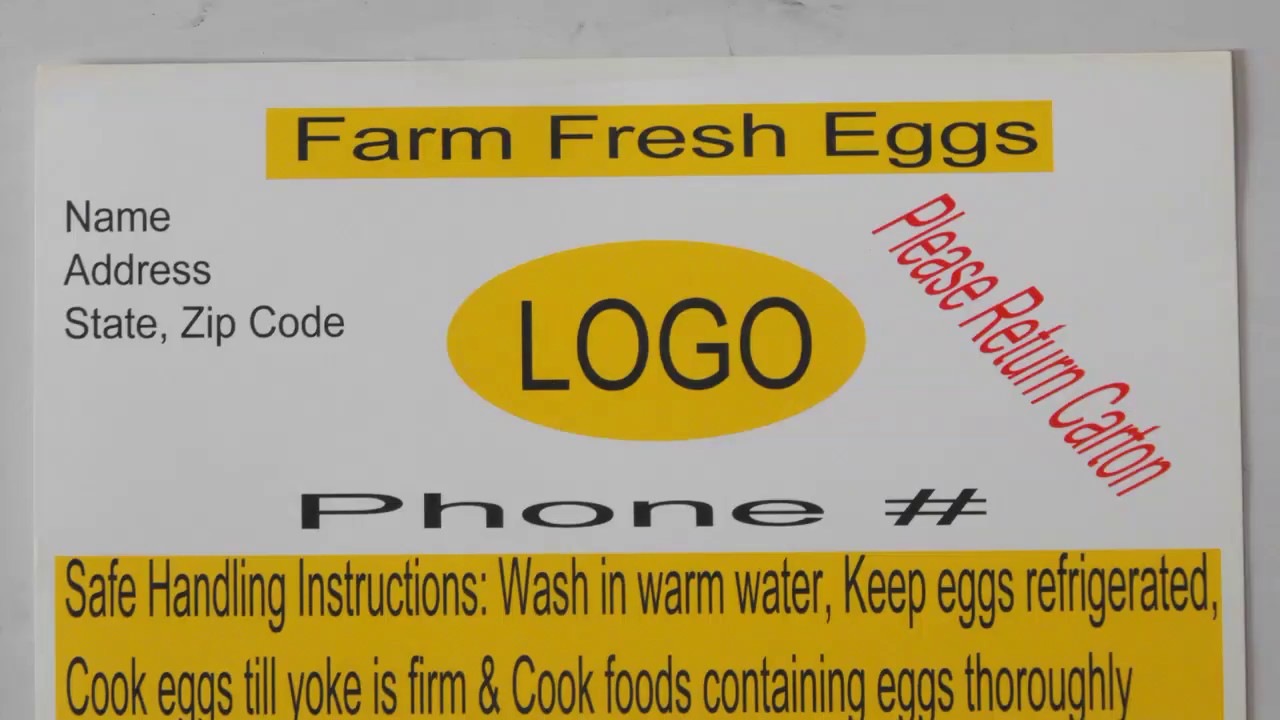 Farm Fresh Eggs
Name
Address
State, Zip Code
LOGO
Please Return Carton
Phone #
Safe Handling Instructions: Wash in warm water, Keep eggs refrigerated,
Cook eggs till yoke is firm & Cook foods containing eggs thoroughly